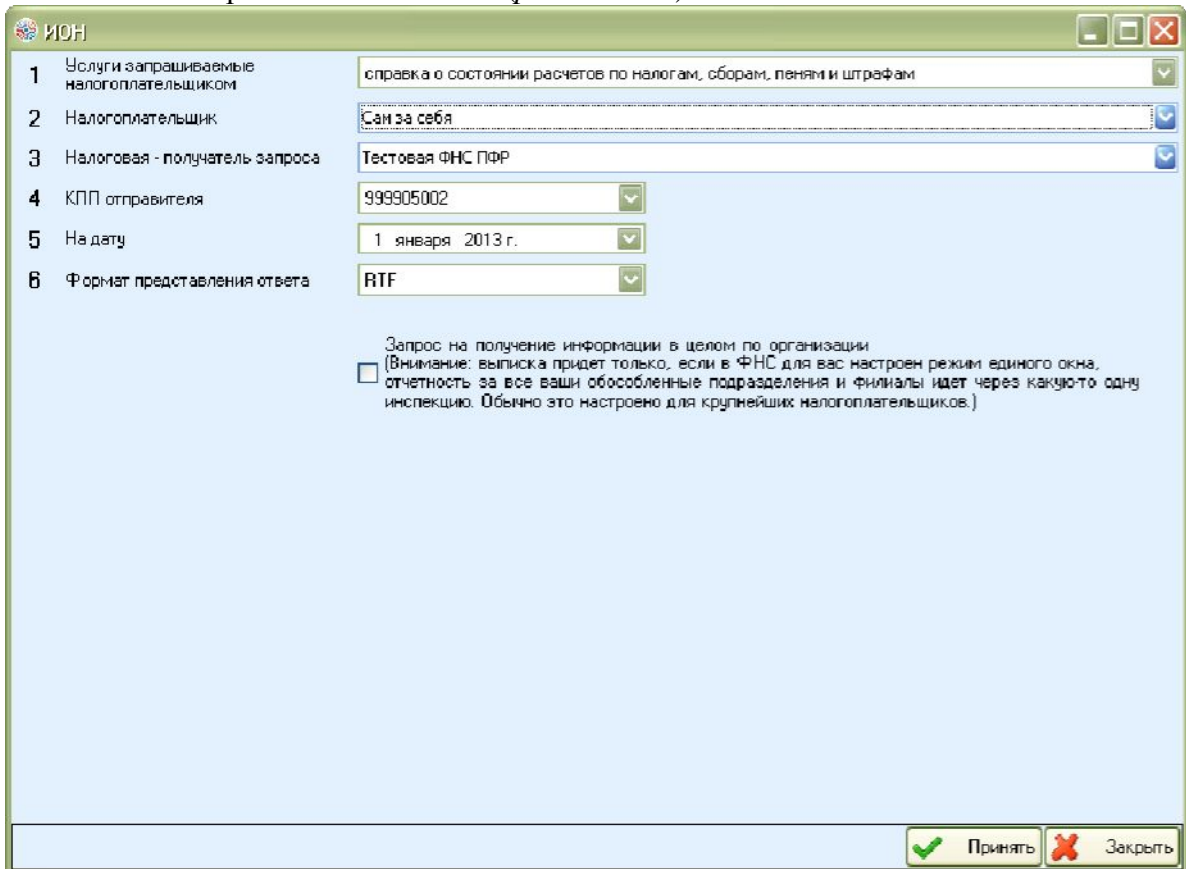 ИОН
1 Услуги запрашиваемые
налогоплательщиком
справка о состоянии расчетов по налогам, сборам, пеням и штрафам
2 Налогоплательщик Сам за себя
3 Налоговая - получатель запроса Тестовая ФНС ПФР
4 КПП отправителя 999905002
5 На дату 1 января 2013 г.
6 Формат представления ответа RTF
Запрос на получение информации в целом по организации
(Внимание: выписка придет только, если в ФНС для вас настроен режим единого окна,
отчетность за все ваши обособленные подразделения и филиалы идет через какую-то одну
инспекцию. Обычно это настроено для крупнейших налогоплательщиков.)
Принять Закрыть